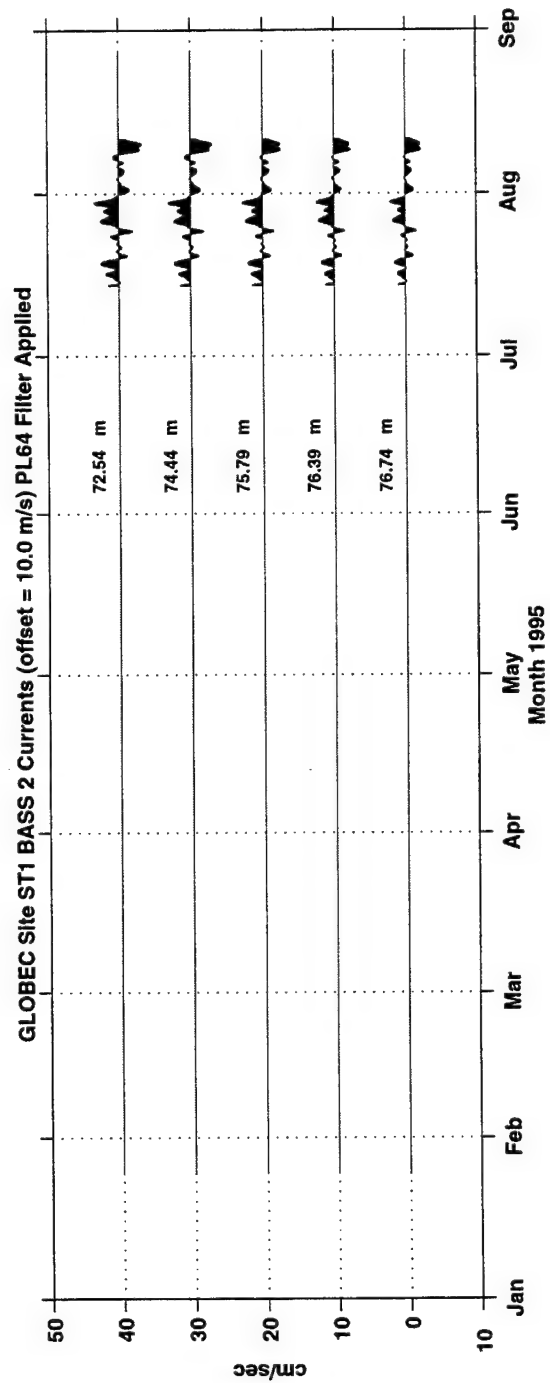 GLOBEC Site ST1 BASS 2 Currents (offset = 10.0 m/s) PL64 Filter Applied
50
40
30
20
10
0
10
cm/sec
72.54 m
74.44 m
75.79 m
76.39 m
76.74 m
Jan
Feb
Mar
Apr
May
Jun
Jul
Aug
Sep
Month 1995